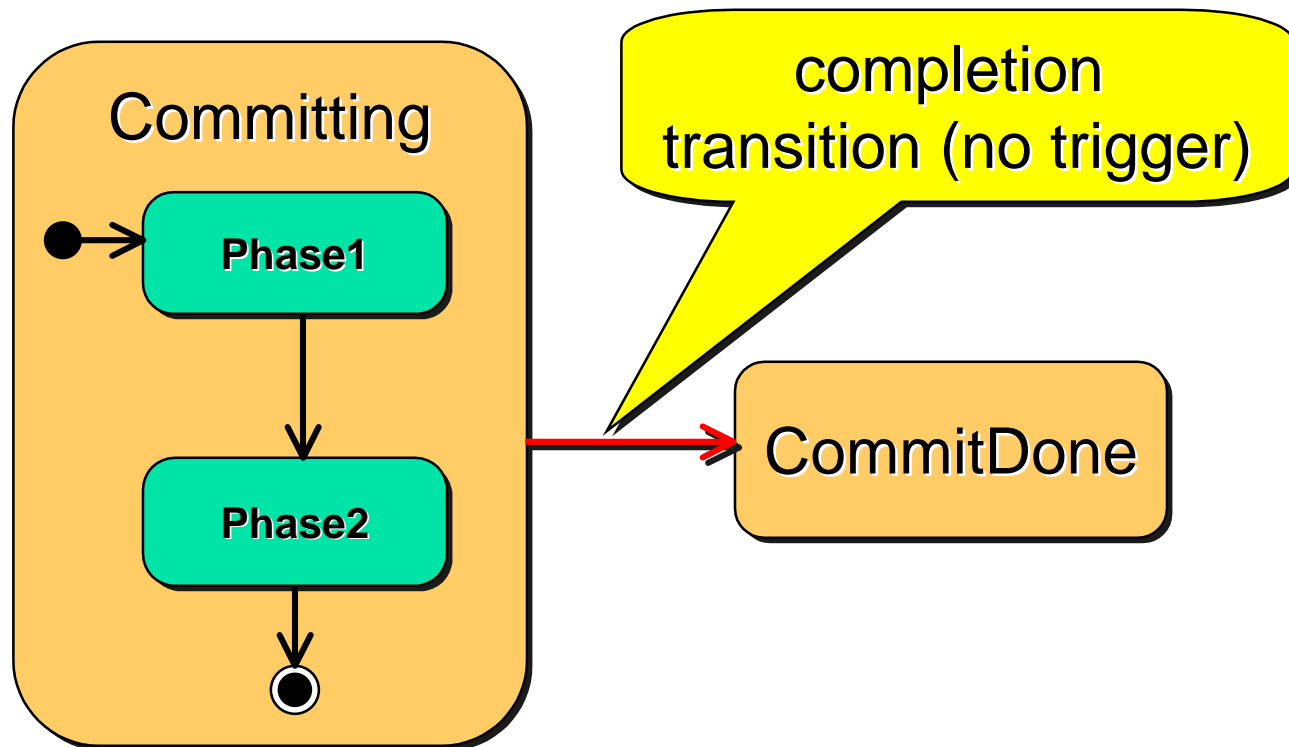 completion
transition (no trigger)
Committing
Phase1
CommitDone
Phase2